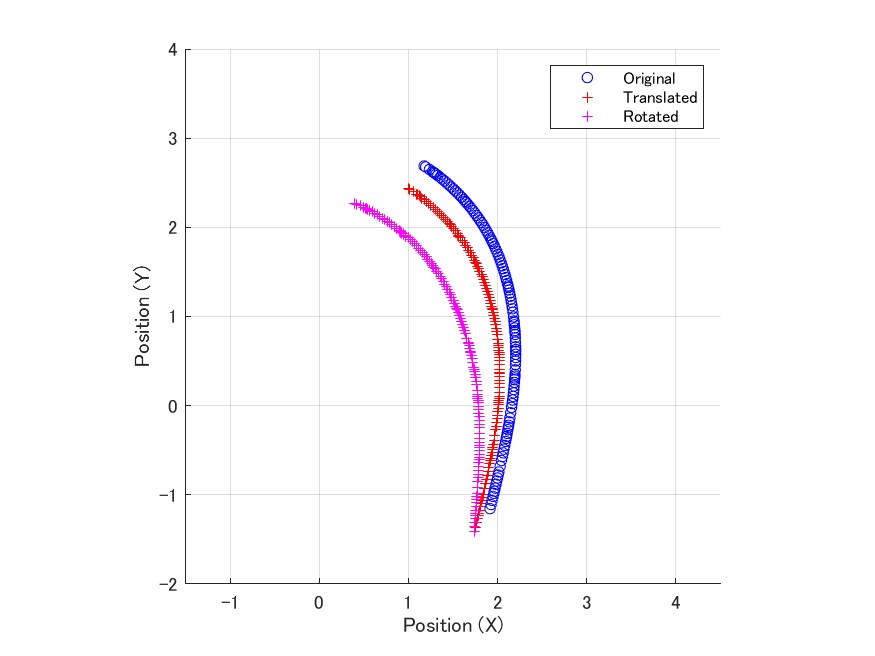 4
3
2
1
0
-1
-2
-1
0
1
2
3
4
Position (X)
Position (Y)
Original
Translated
Rotated